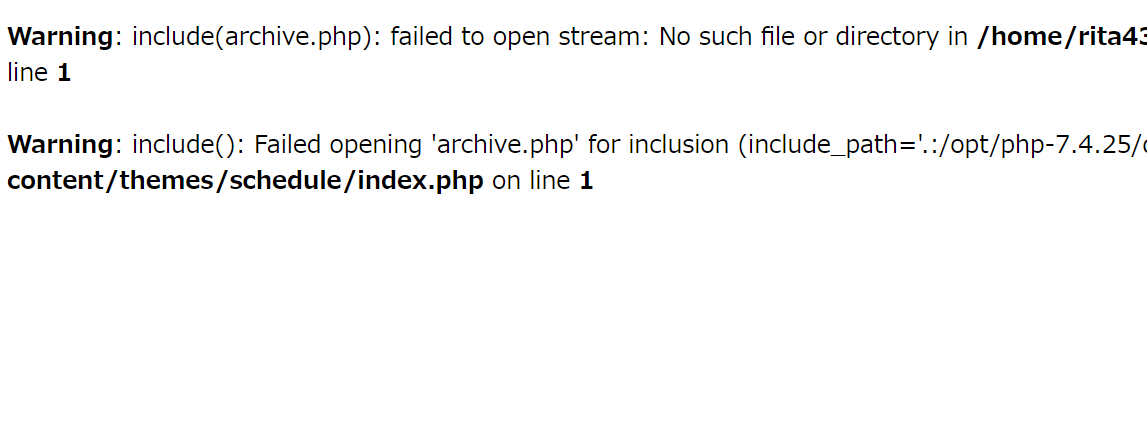 Warning: include(archive.php): failed to open stream: No such file or directory in /home/rita43
line 1
Warning: include(): Failed opening 'archive.php' for inclusion (include_path='.:/opt/php-7.4.25/
content/themes/schedule/index.php on line 1